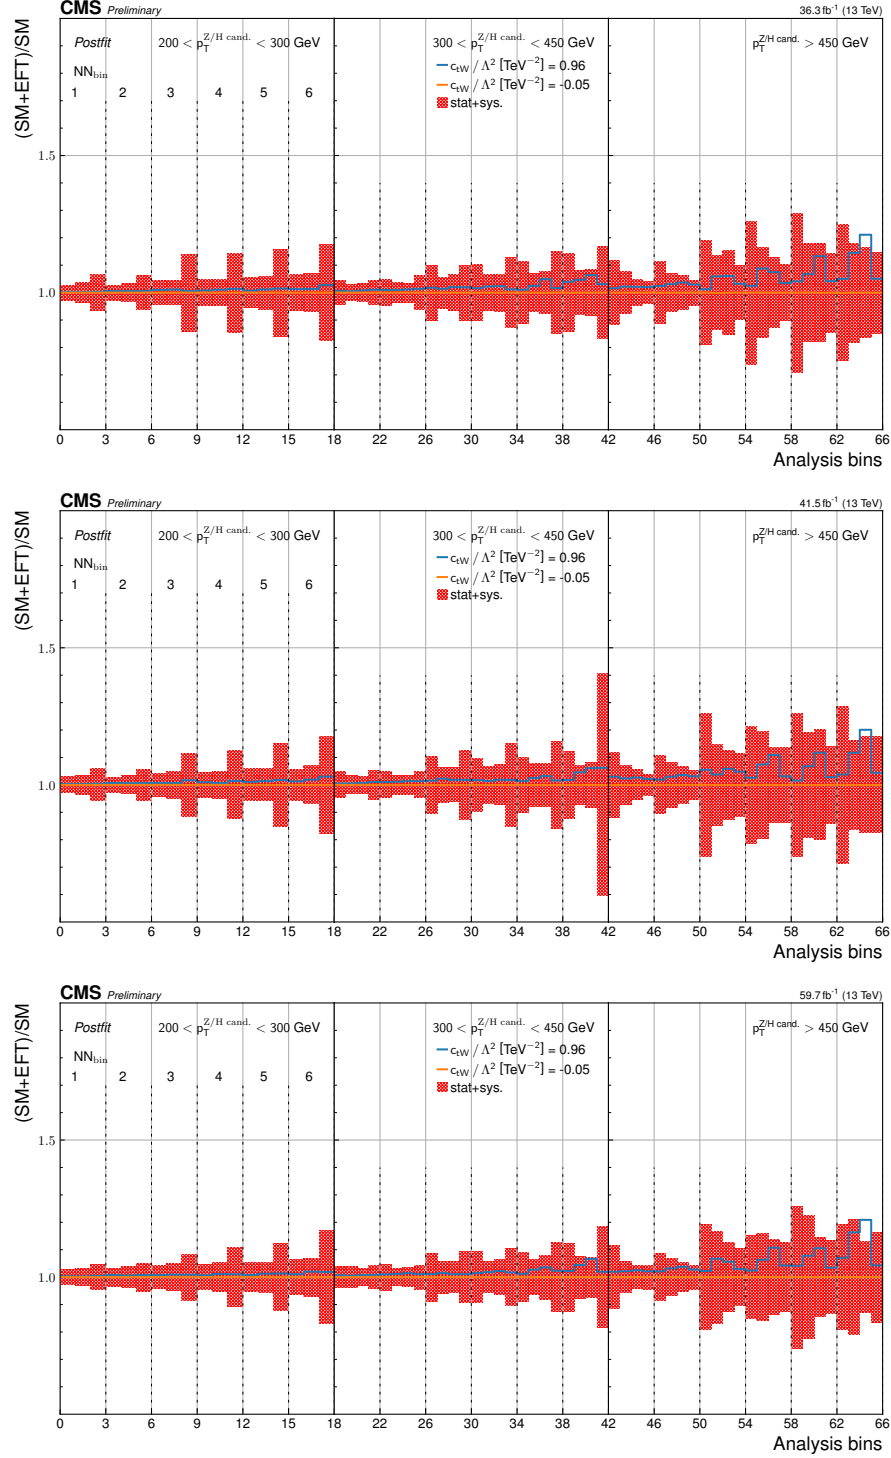 CMS Preliminary 36.3 fb⁻¹ (13 TeV)
(SM+EFT)/SM
Postfit 200 < p_T^{Z/H cand.} < 300 GeV 300 < p_T^{Z/H cand.} < 450 GeV p_T^{Z/H cand.} > 450 GeV
NN_bin
1 2 3 4 5 6
c_tW / Λ² [TeV⁻²] = 0.96
c_tW / Λ² [TeV⁻²] = -0.05
stat+sys.
1.5
1.0
0 3 6 9 12 15 18 22 26 30 34 38 42 46 50 54 58 62 66
Analysis bins
CMS Preliminary 41.5 fb⁻¹ (13 TeV)
(SM+EFT)/SM
Postfit 200 < p_T^{Z/H cand.} < 300 GeV 300 < p_T^{Z/H cand.} < 450 GeV p_T^{Z/H cand.} > 450 GeV
NN_bin
1 2 3 4 5 6
c_tW / Λ² [TeV⁻²] = 0.96
c_tW / Λ² [TeV⁻²] = -0.05
stat+sys.
1.5
1.0
0 3 6 9 12 15 18 22 26 30 34 38 42 46 50 54 58 62 66
Analysis bins
CMS Preliminary 59.7 fb⁻¹ (13 TeV)
(SM+EFT)/SM
Postfit 200 < p_T^{Z/H cand.} < 300 GeV 300 < p_T^{Z/H cand.} < 450 GeV p_T^{Z/H cand.} > 450 GeV
NN_bin
1 2 3 4 5 6
c_tW / Λ² [TeV⁻²] = 0.96
c_tW / Λ² [TeV⁻²] = -0.05
stat+sys.
1.5
1.0
0 3 6 9 12 15 18 22 26 30 34 38 42 46 50 54 58 62 66
Analysis bins